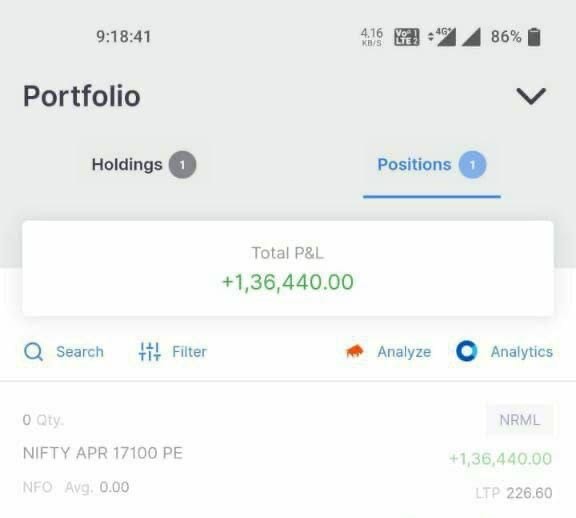 9:18:41 4.16 KB/S Vo 1 LTE 2 4G+ 86%
Portfolio
Holdings 1 Positions 1
Total P&L
+1,36,440.00
Search Filter Analyze Analytics
0 Qty. NRML
NIFTY APR 17100 PE
+1,36,440.00
NFO Avg. 0.00
LTP 226.60